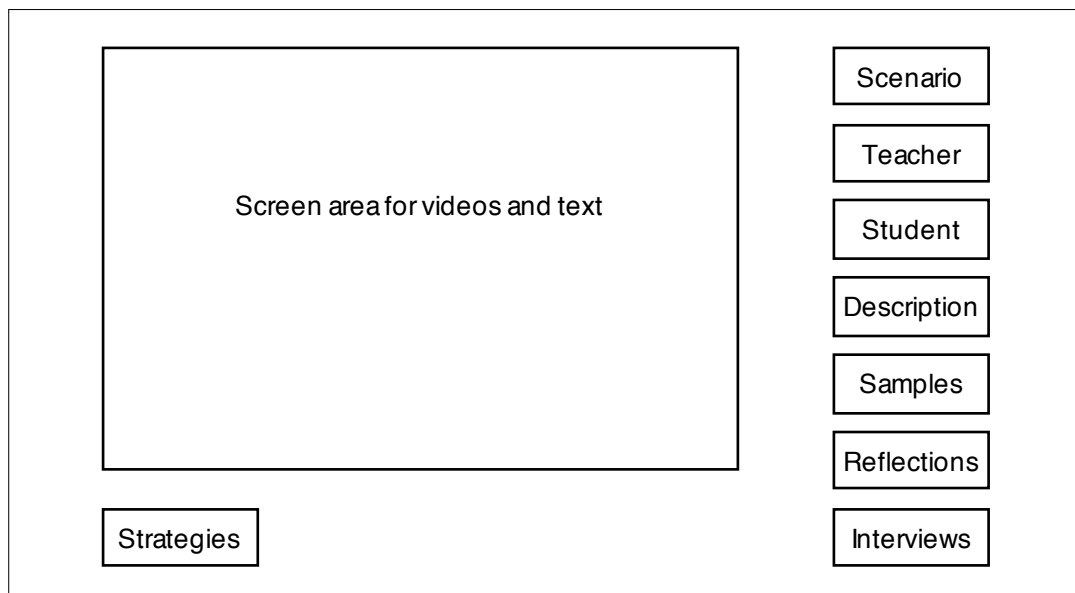 Screen area for videos and text
Scenario
Teacher
Student
Description
Samples
Reflections
Strategies
Interviews